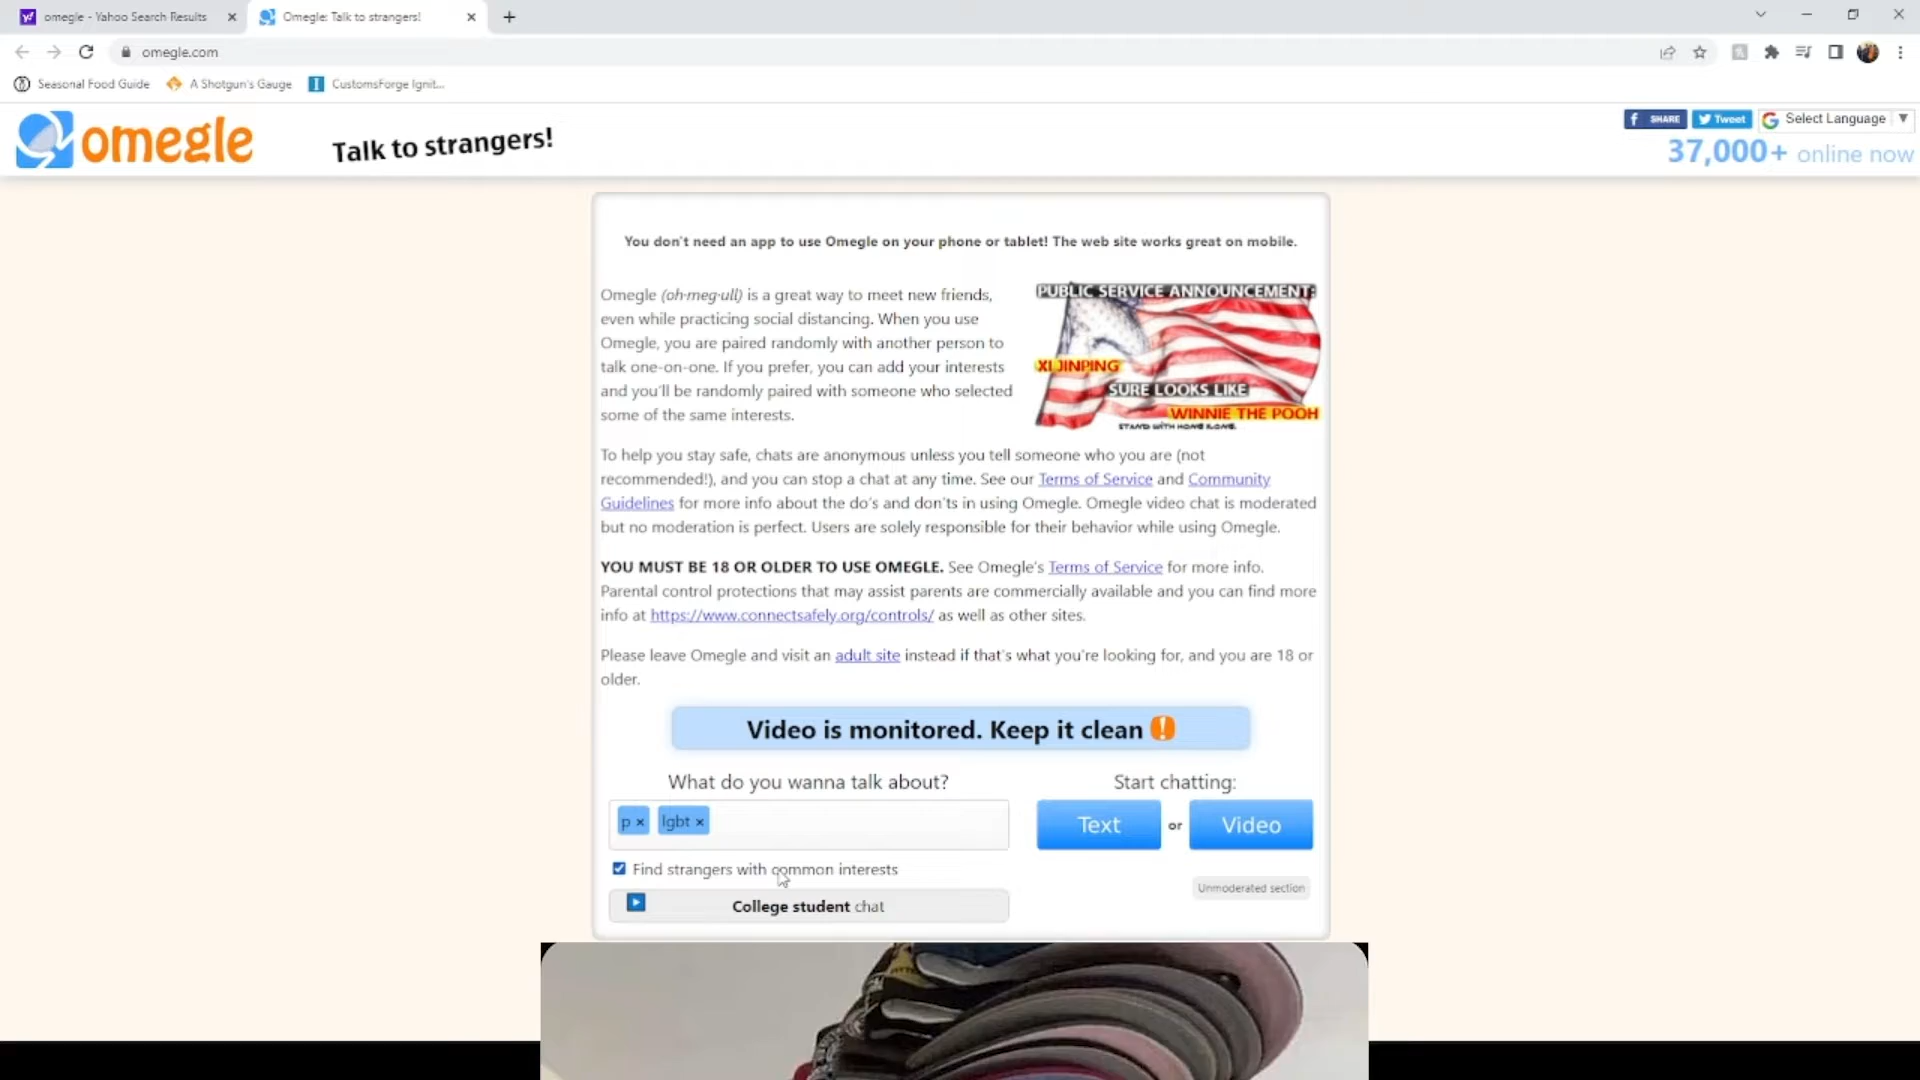 omegle - Yahoo Search Results
Omegle: Talk to strangers!
omegle.com
Seasonal Food Guide
A Shotgun's Gauge
CustomsForge Ignit...
omegle
Talk to strangers!
SHARE
Tweet
Select Language
37,000+ online now
You don't need an app to use Omegle on your phone or tablet! The web site works great on mobile.
Omegle (oh·meg·ull) is a great way to meet new friends,
even while practicing social distancing. When you use
Omegle, you are paired randomly with another person to
talk one-on-one. If you prefer, you can add your interests
and you'll be randomly paired with someone who selected
some of the same interests.
PUBLIC SERVICE ANNOUNCEMENT:
XI JINPING
SURE LOOKS LIKE
WINNIE THE POOH
STAND WITH HONG KONG.
To help you stay safe, chats are anonymous unless you tell someone who you are (not
recommended!), and you can stop a chat at any time. See our Terms of Service and Community
Guidelines for more info about the do's and don'ts in using Omegle. Omegle video chat is moderated
but no moderation is perfect. Users are solely responsible for their behavior while using Omegle.
YOU MUST BE 18 OR OLDER TO USE OMEGLE. See Omegle's Terms of Service for more info.
Parental control protections that may assist parents are commercially available and you can find more
info at https://www.connectsafely.org/controls/ as well as other sites.
Please leave Omegle and visit an adult site instead if that's what you're looking for, and you are 18 or
older.
Video is monitored. Keep it clean
What do you wanna talk about?
Start chatting:
p
lgbt
Text or Video
Find strangers with common interests
Unmoderated section
College student chat